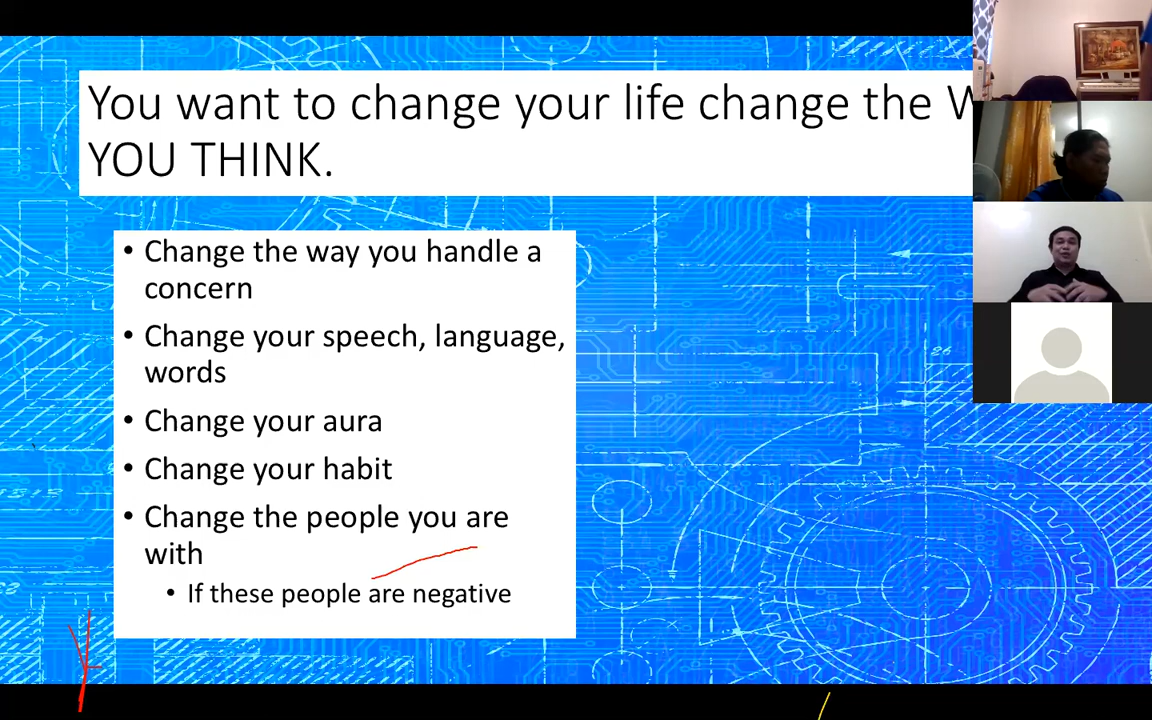 You want to change your life change the
YOU THINK.
• Change the way you handle a
concern
• Change your speech, language,
words
• Change your aura
• Change your habit
• Change the people you are
with
• If these people are negative
26